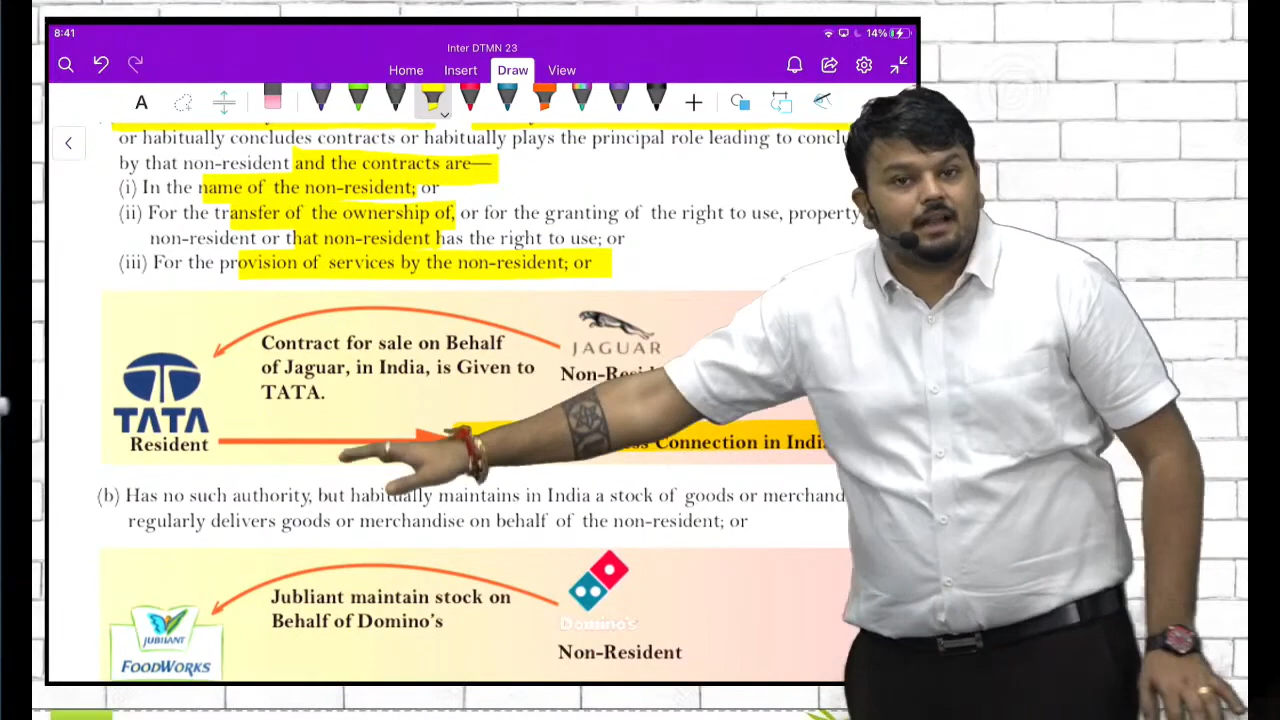 8:41
14%
Inter DTMN 23
Home Insert Draw View
A
or habitually concludes contracts or habitually plays the principal role leading to
by that non-resident and the contracts are—
(i) In the name of the non-resident; or
(ii) For the transfer of the ownership of, or for the granting of the right to use, property
non-resident or that non-resident has the right to use; or
(iii) For the provision of services by the non-resident; or
Contract for sale on Behalf
of Jaguar, in India, is Given to
TATA.
JAGUAR
TATA
Resident
Connection in India
(b) Has no such authority, but habitually maintains in India a stock of goods or
regularly delivers goods or merchandise on behalf of the non-resident; or
Jubliant maintain stock on
Behalf of Domino's
Domino's
Non-Resident
JUBILANT
FOODWORKS